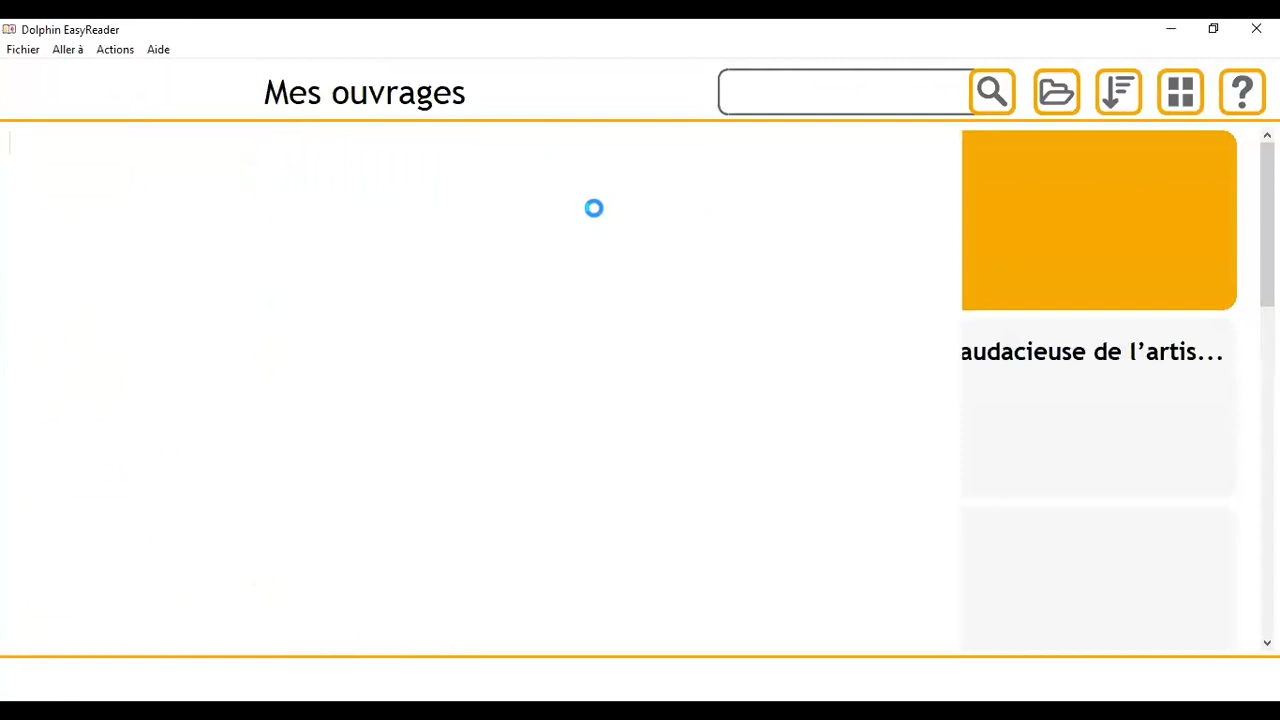 Dolphin EasyReader
Fichier Aller à Actions Aide
Mes ouvrages
audacieuse de l’artis...